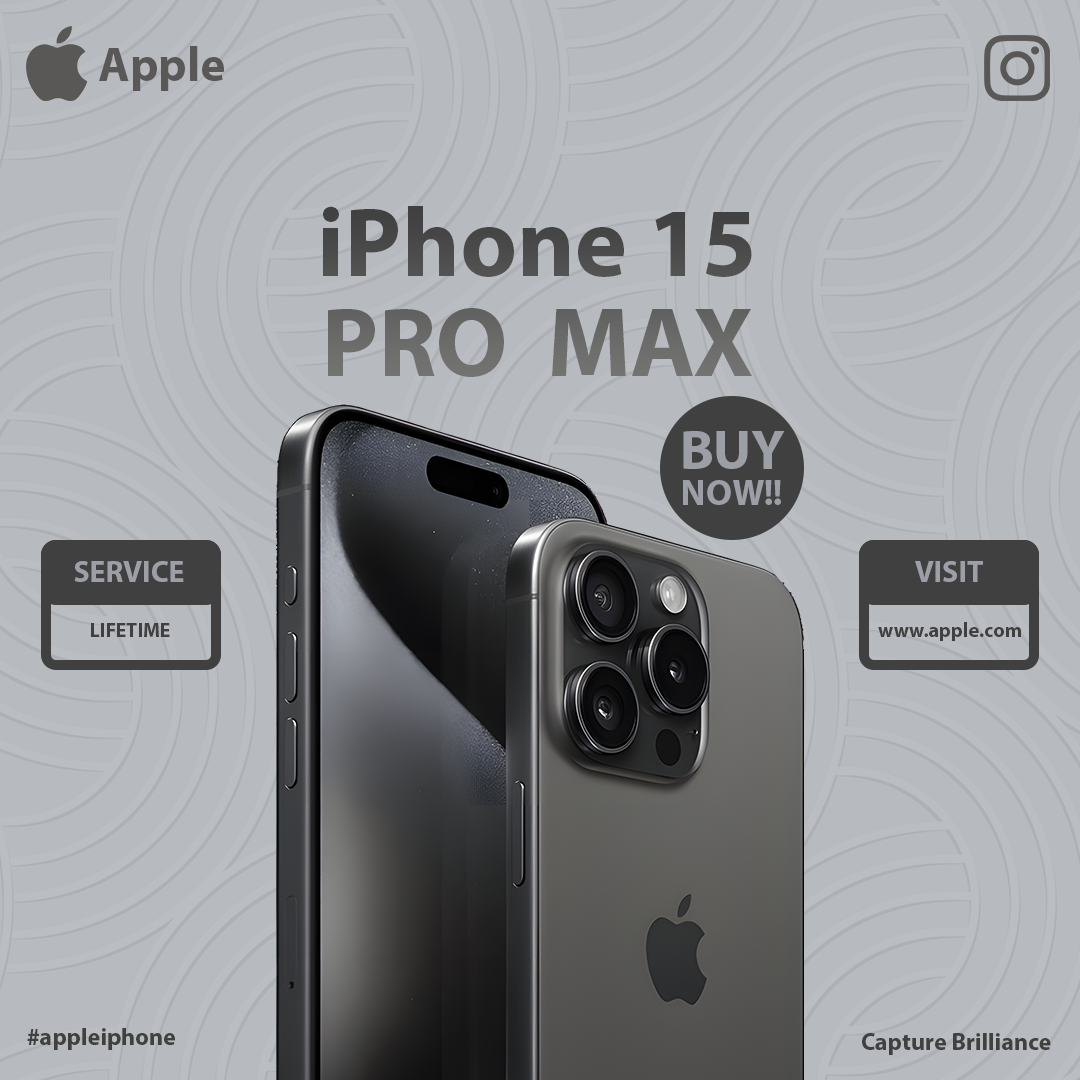 Apple
iPhone 15
PRO MAX
BUY
NOW!!
SERVICE
LIFETIME
VISIT
www.apple.com
#appleiphone
Capture Brilliance